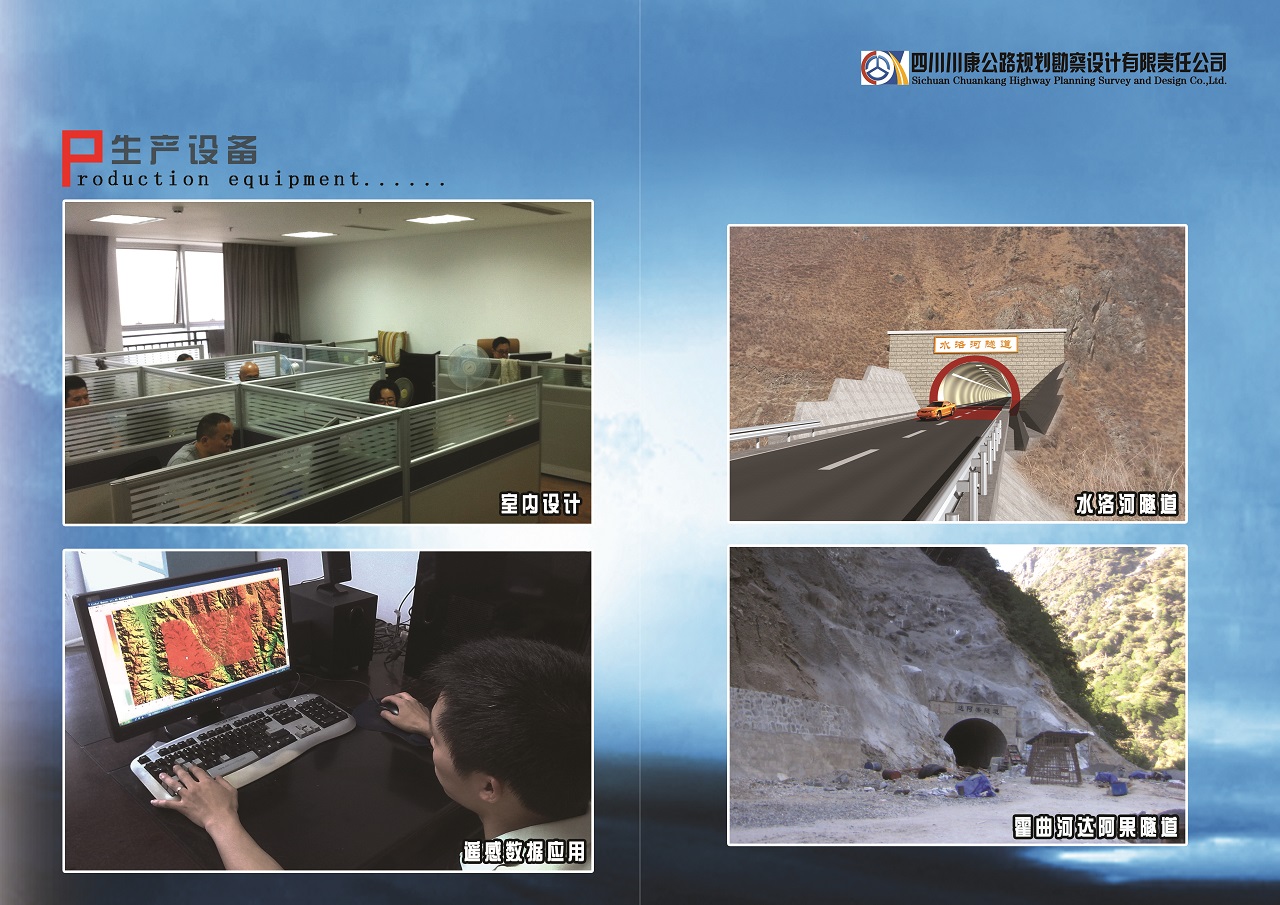 四川川康公路规划勘察设计有限责任公司
Sichuan Chuankang Highway Planning Survey and Design Co.,Ltd.
生产设备
Production equipment......
室内设计
水洛河隧道
水洛河隧道
遥感数据应用
霍曲河达阿果隧道